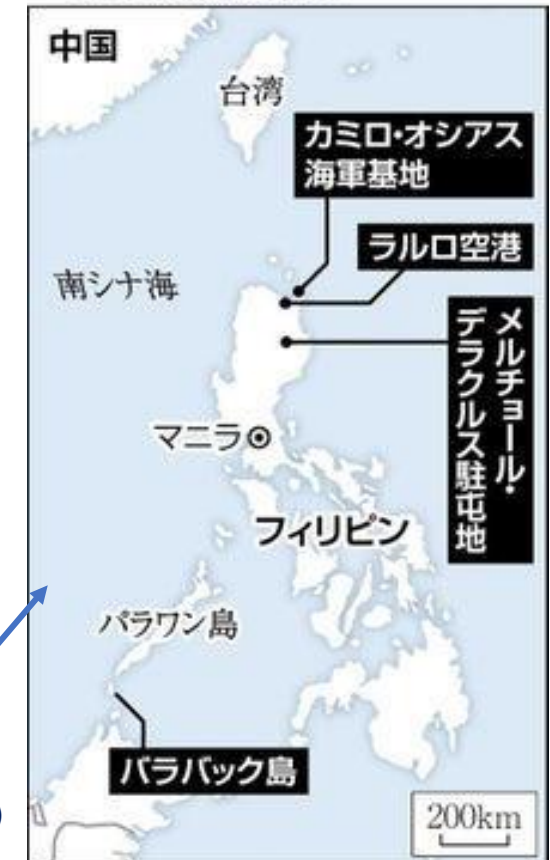 中国
台湾
カミロ・オシアス
海軍基地
ラルロ空港
南シナ海
メルチョール・
デラクルス駐屯地
マニラ
フィリピン
パラワン島
バラバック島
200km
)